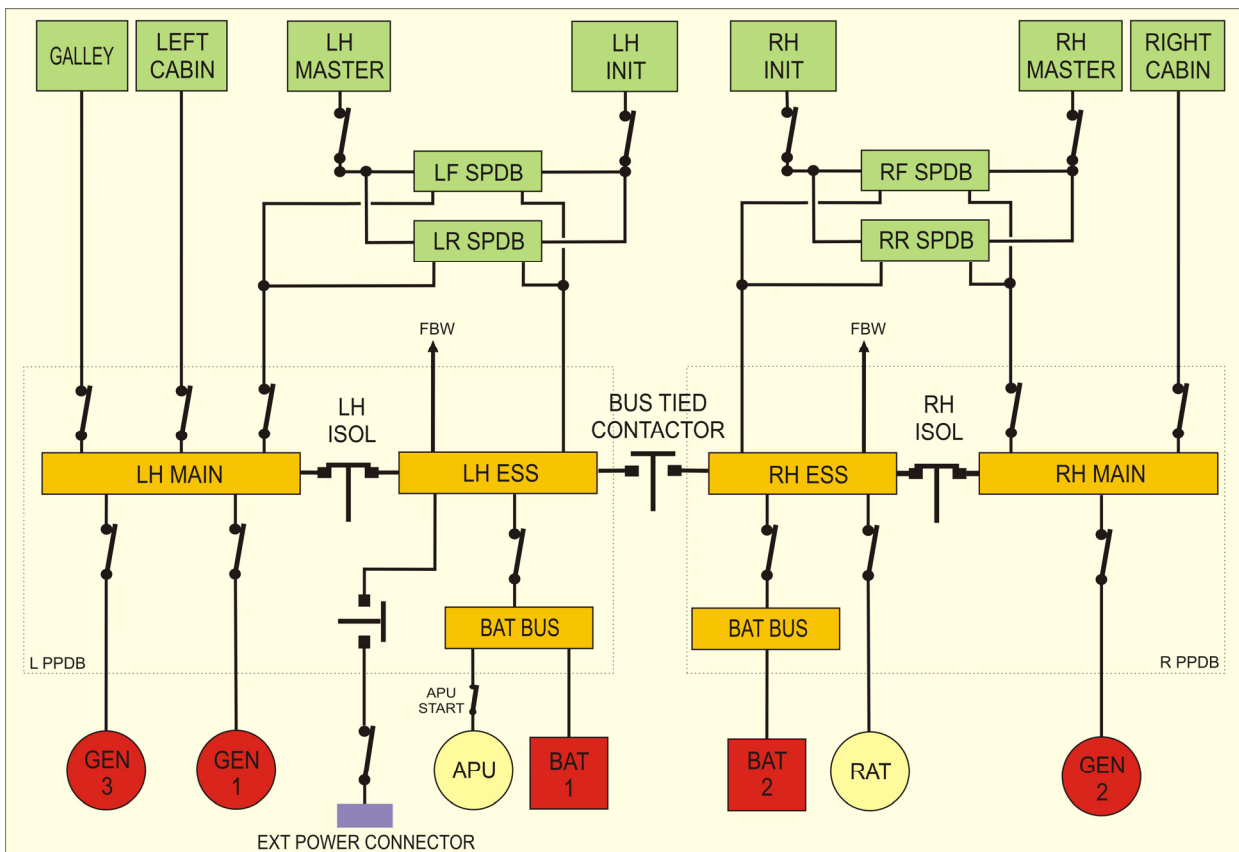 GALLEY
LEFT
CABIN
LH
MASTER
LH
INIT
RH
INIT
RH
MASTER
RIGHT
CABIN
LF SPDB
RF SPDB
LR SPDB
RR SPDB
FBW
FBW
LH
ISOL
BUS TIED
CONTACTOR
RH
ISOL
LH MAIN
LH ESS
RH ESS
RH MAIN
BAT BUS
BAT BUS
L PPDB
R PPDB
APU
START
GEN
3
GEN
1
APU
BAT
1
BAT
2
RAT
GEN
2
EXT POWER CONNECTOR